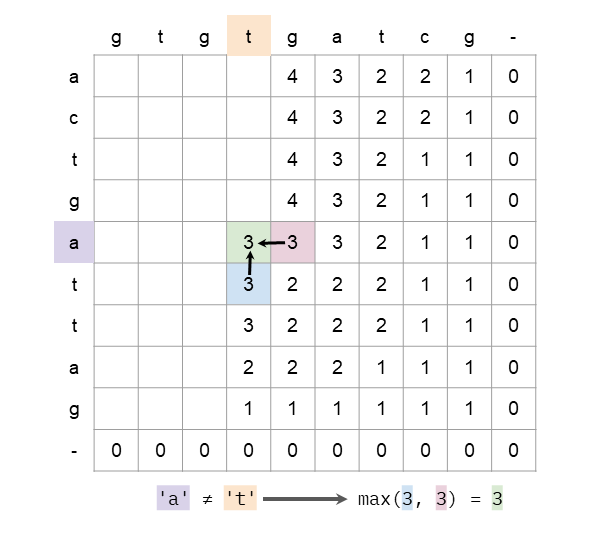 g t g t g a t c g -
a 4 3 2 2 1 0
c 4 3 2 2 1 0
t 4 3 2 1 1 0
g 4 3 2 1 1 0
a 3 3 3 2 1 1 0
t 3 2 2 2 1 1 0
t 3 2 2 2 1 1 0
a 2 2 2 1 1 1 0
g 1 1 1 1 1 1 0
- 0 0 0 0 0 0 0 0 0 0
'a' ≠ 't' max(3, 3) = 3